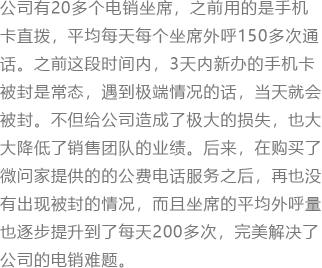 公司有20多个电销坐席，之前用的是手机
卡直拨，平均每天每个坐席外呼150多次通
话。之前这段时间内，3天内新办的手机卡
被封是常态，遇到极端情况的话，当天就会
被封。不但给公司造成了极大的损失，也大
大降低了销售团队的业绩。后来，在购买了
微问家提供的的公费电话服务之后，再也没
有出现被封的情况，而且坐席的平均外呼量
也逐步提升到了每天200多次，完美解决了
公司的电销难题。